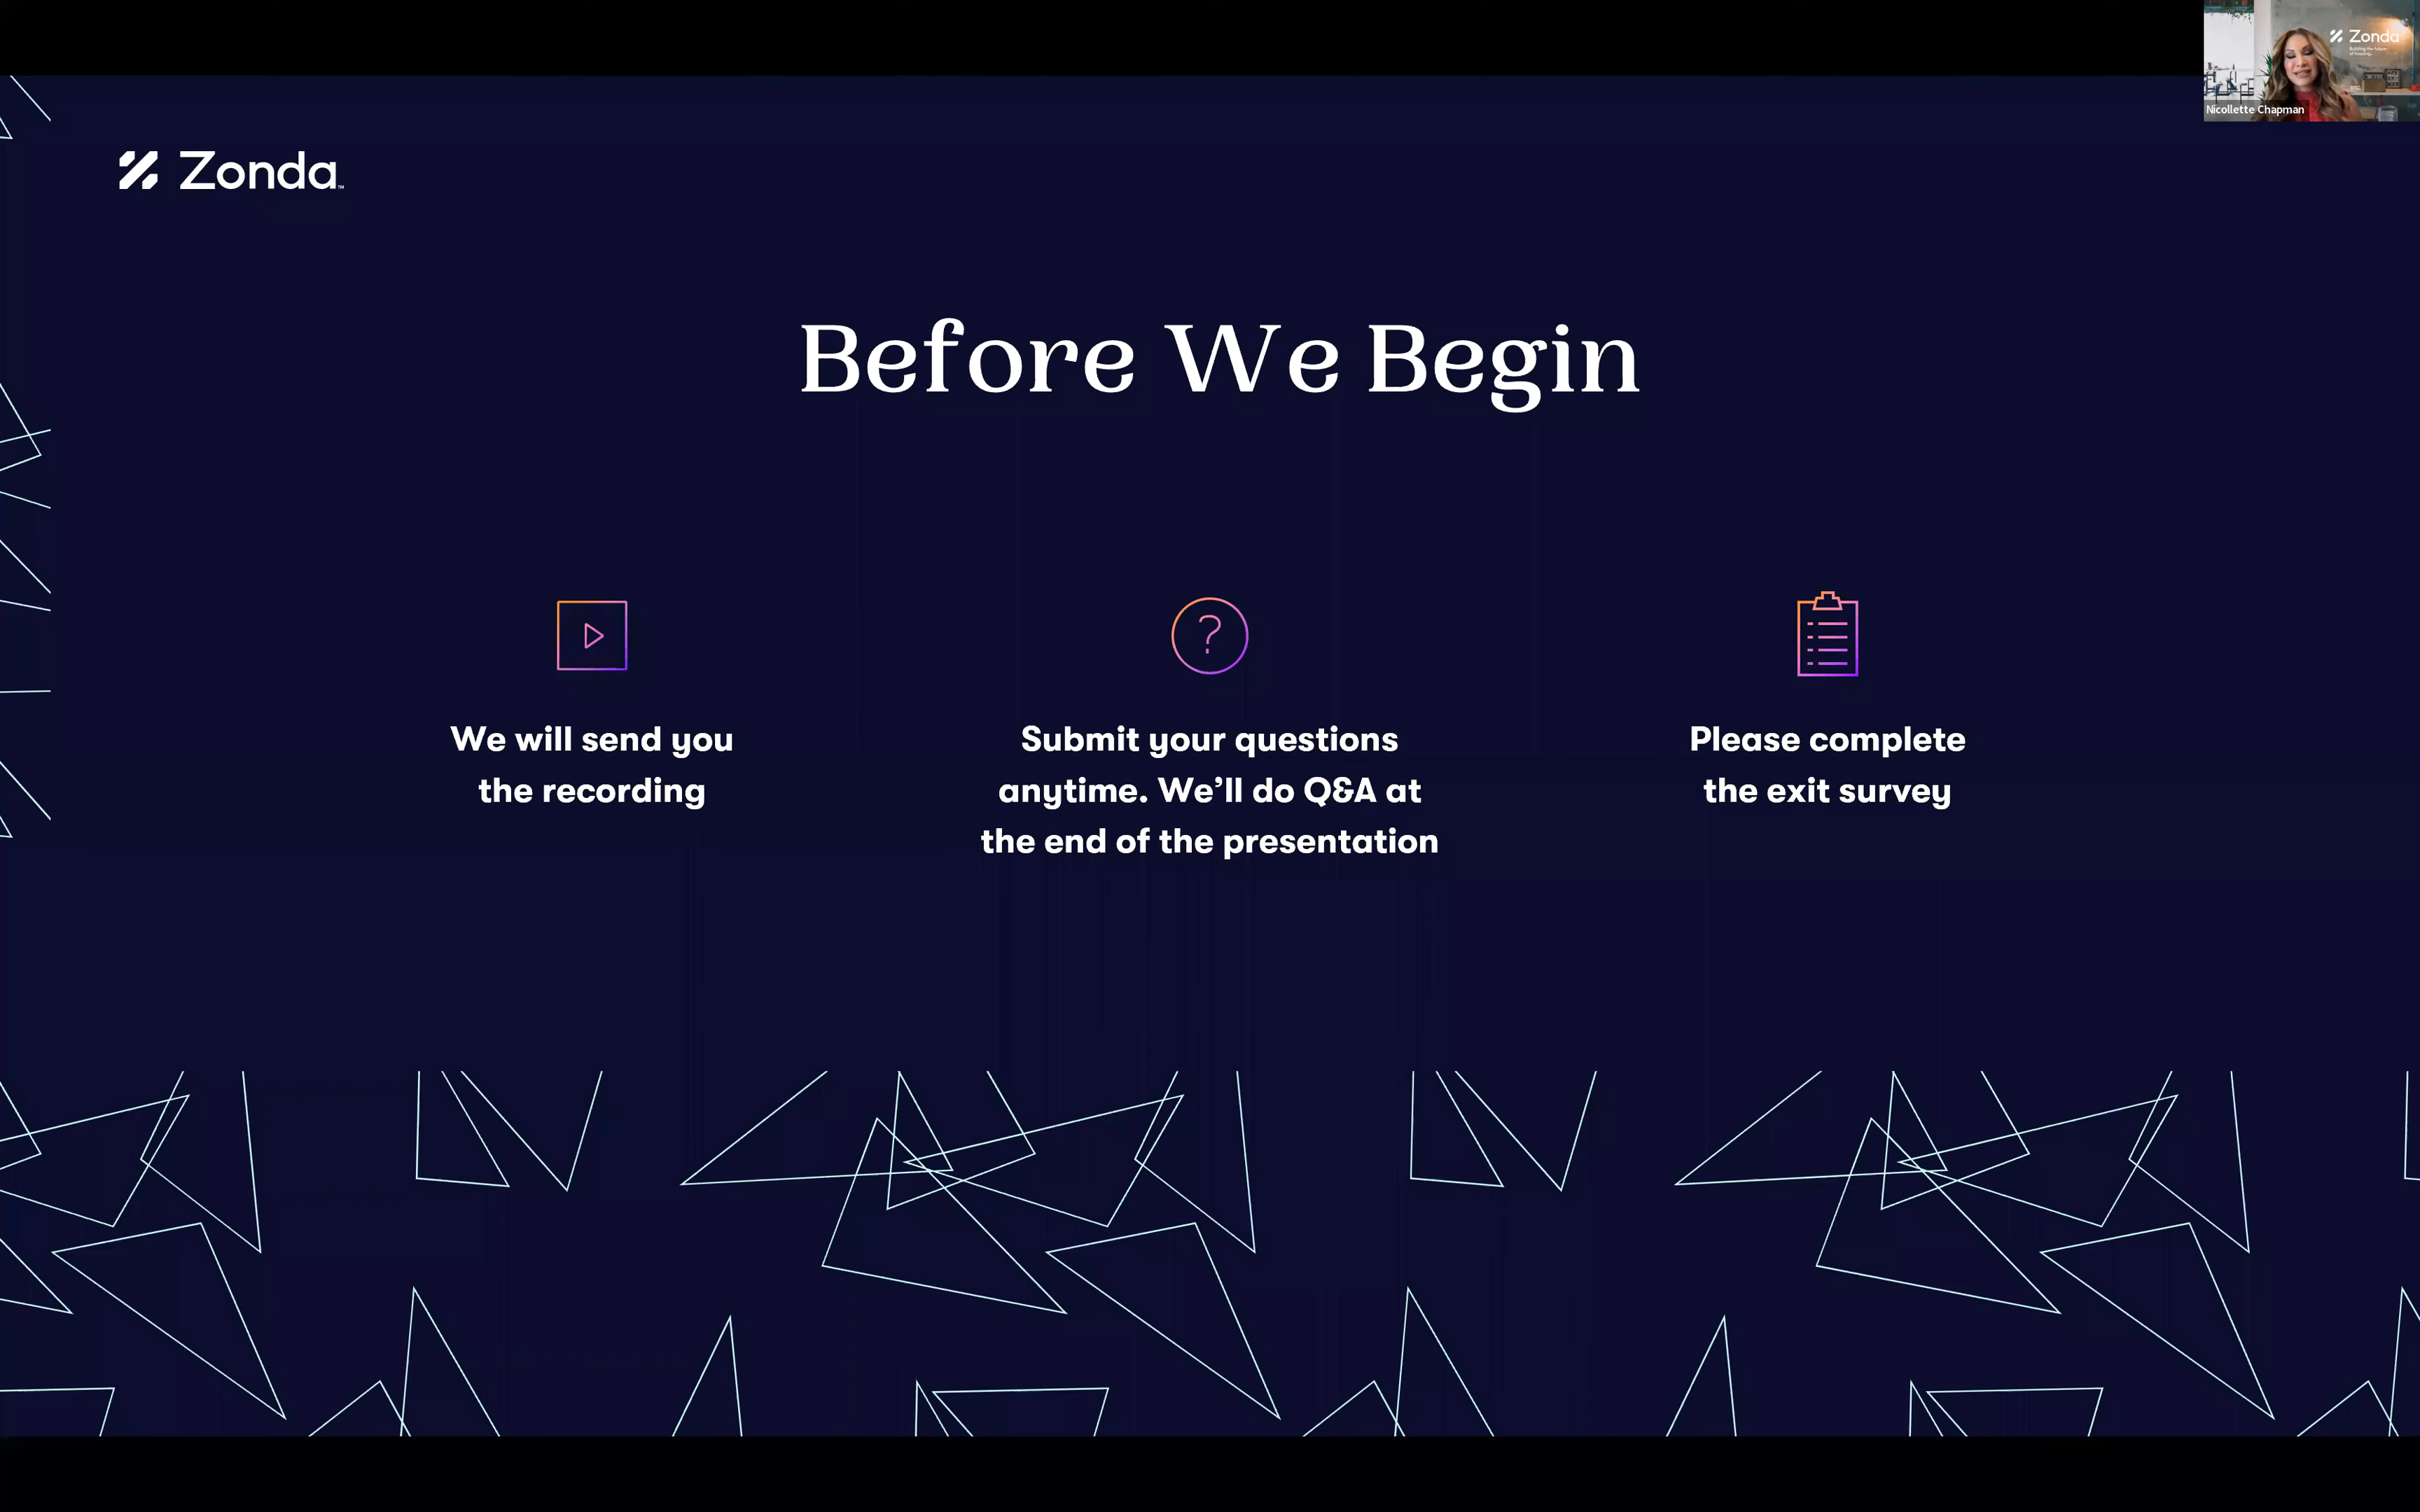 Zonda
Nicollette Chapman
Zonda™
Before We Begin
We will send you
the recording
Submit your questions
anytime. We’ll do Q&A at
the end of the presentation
Please complete
the exit survey